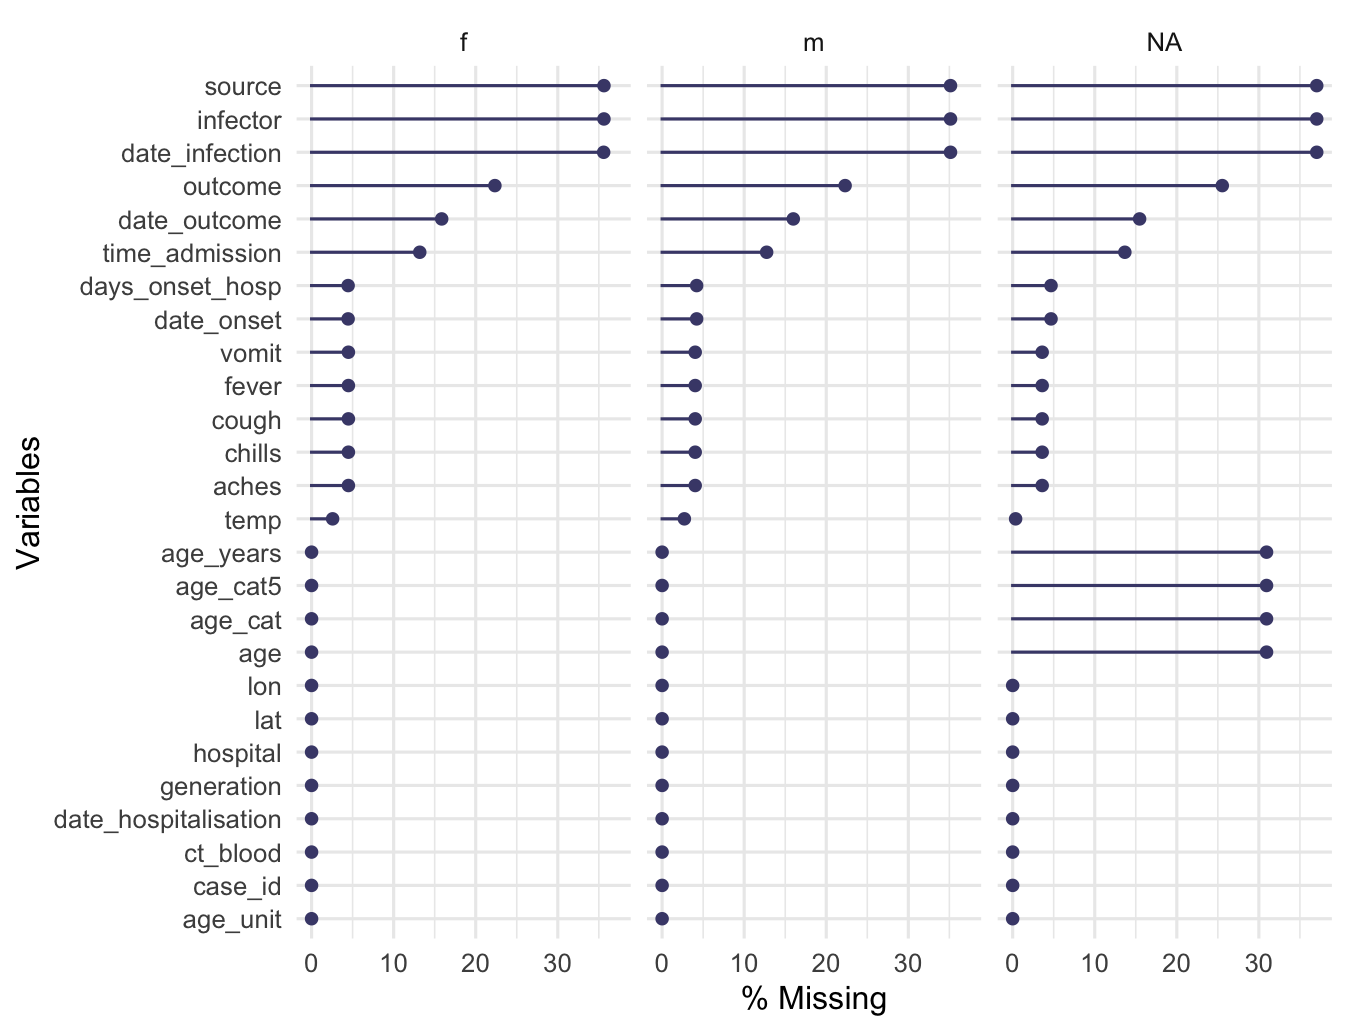 f m NA
source
infector
date_infection
outcome
date_outcome
time_admission
days_onset_hosp
date_onset
vomit
fever
cough
chills
aches
temp
age_years
age_cat5
age_cat
age
lon
lat
hospital
generation
date_hospitalisation
ct_blood
case_id
age_unit
Variables
0 10 20 30 0 10 20 30 0 10 20 30
% Missing